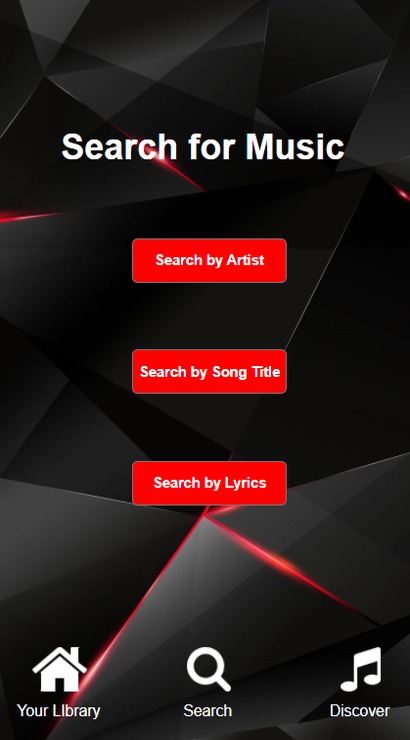 Search for Music
Search by Artist
Search by Song Title
Search by Lyrics
Your LIbrary
Search
Discover